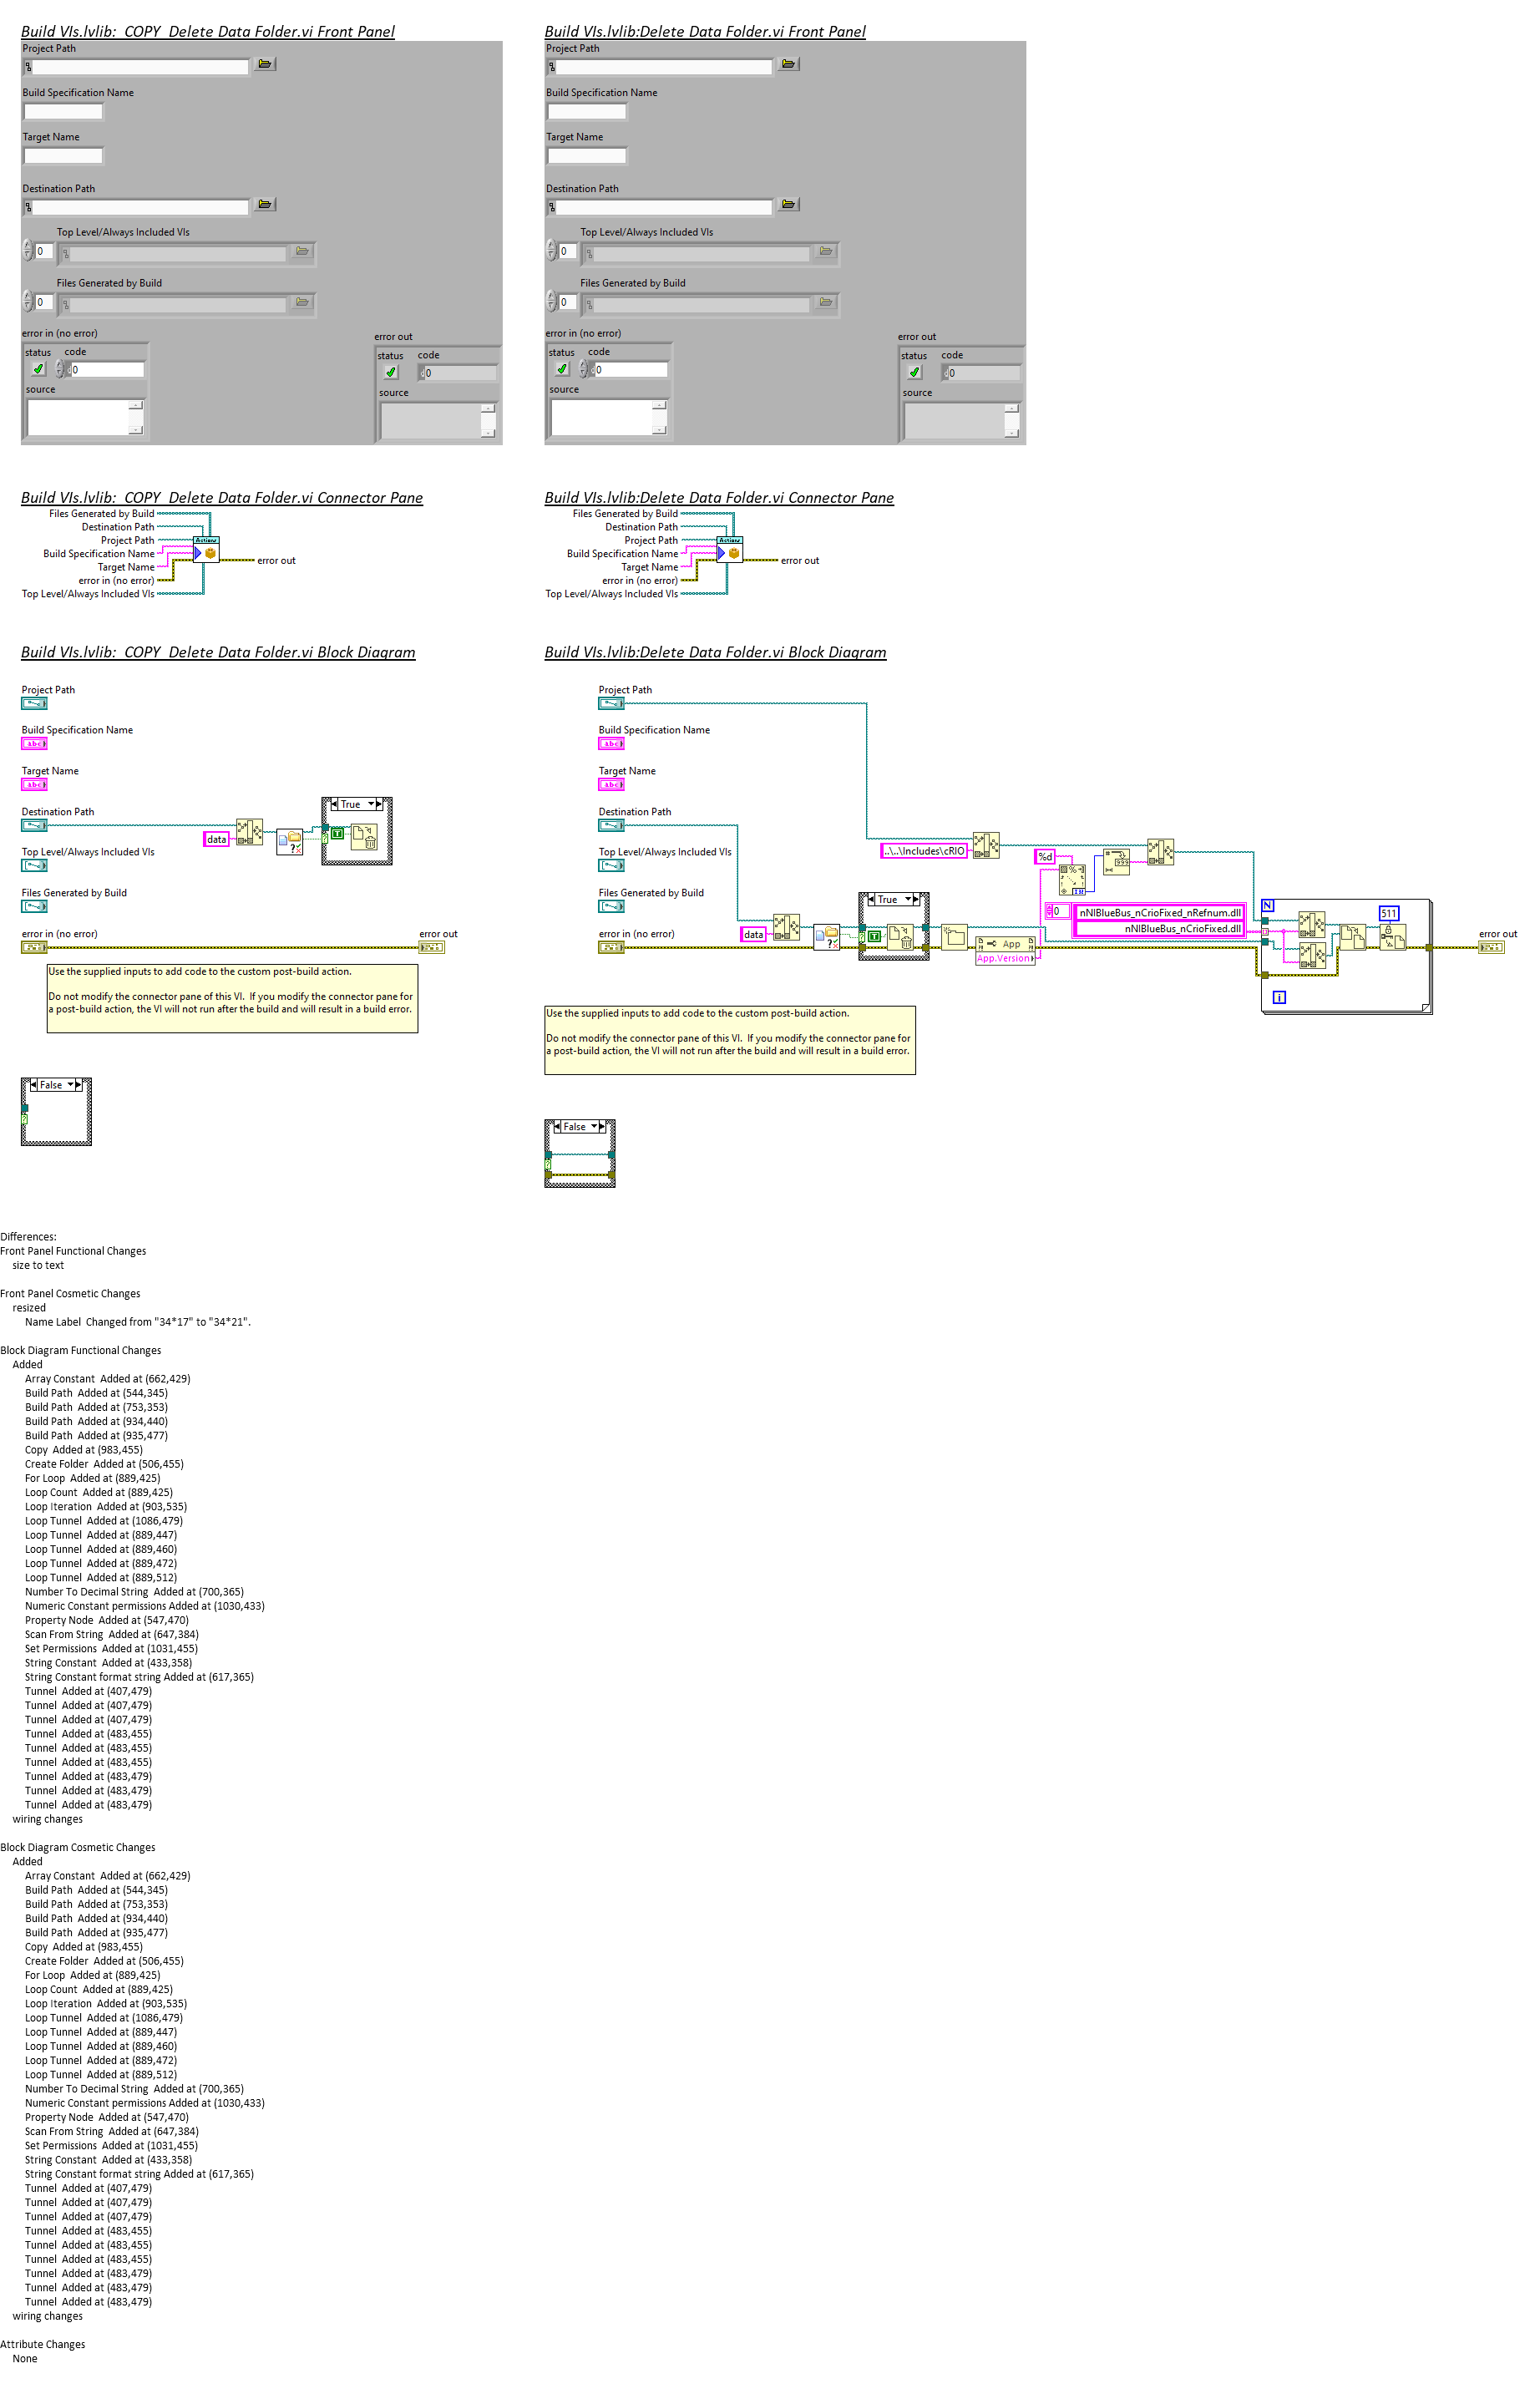 Build VIs.lvlib:  COPY  Delete Data Folder.vi Front Panel
Project Path
Build Specification Name
Target Name
Destination Path
Top Level/Always Included VIs
0
Files Generated by Build
0
error in (no error)
status code
0
source
error out
status code
0
source
Build VIs.lvlib:Delete Data Folder.vi Front Panel
Project Path
Build Specification Name
Target Name
Destination Path
Top Level/Always Included VIs
0
Files Generated by Build
0
error in (no error)
status code
0
source
error out
status code
0
source
Build VIs.lvlib:  COPY  Delete Data Folder.vi Connector Pane
Files Generated by Build
Destination Path
Project Path
Build Specification Name
Target Name
error in (no error)
Top Level/Always Included VIs
Actions
error out
Build VIs.lvlib:Delete Data Folder.vi Connector Pane
Files Generated by Build
Destination Path
Project Path
Build Specification Name
Target Name
error in (no error)
Top Level/Always Included VIs
Actions
error out
Build VIs.lvlib:  COPY  Delete Data Folder.vi Block Diagram
Project Path
Build Specification Name
abc
Target Name
abc
Destination Path
data
True
T
Top Level/Always Included VIs
Files Generated by Build
error in (no error)
error out
Use the supplied inputs to add code to the custom post-build action.
Do not modify the connector pane of this VI.  If you modify the connector pane for
a post-build action, the VI will not run after the build and will result in a build error.
False
Build VIs.lvlib:Delete Data Folder.vi Block Diagram
Project Path
Build Specification Name
abc
Target Name
abc
Destination Path
Top Level/Always Included VIs
Files Generated by Build
error in (no error)
data
True
T
..\..\Includes\cRIO
%d
App
App.Version
0
nNIBlueBus_nCrioFixed_nRefnum.dll
nNIBlueBus_nCrioFixed.dll
N
511
i
error out
Use the supplied inputs to add code to the custom post-build action.
Do not modify the connector pane of this VI.  If you modify the connector pane for
a post-build action, the VI will not run after the build and will result in a build error.
False
Differences:
Front Panel Functional Changes
size to text
Front Panel Cosmetic Changes
resized
Name Label  Changed from "34*17" to "34*21".
Block Diagram Functional Changes
Added
Array Constant  Added at (662,429)
Build Path  Added at (544,345)
Build Path  Added at (753,353)
Build Path  Added at (934,440)
Build Path  Added at (935,477)
Copy  Added at (983,455)
Create Folder  Added at (506,455)
For Loop  Added at (889,425)
Loop Count  Added at (889,425)
Loop Iteration  Added at (903,535)
Loop Tunnel  Added at (1086,479)
Loop Tunnel  Added at (889,447)
Loop Tunnel  Added at (889,460)
Loop Tunnel  Added at (889,472)
Loop Tunnel  Added at (889,512)
Number To Decimal String  Added at (700,365)
Numeric Constant permissions Added at (1030,433)
Property Node  Added at (547,470)
Scan From String  Added at (647,384)
Set Permissions  Added at (1031,455)
String Constant  Added at (433,358)
String Constant format string Added at (617,365)
Tunnel  Added at (407,479)
Tunnel  Added at (407,479)
Tunnel  Added at (407,479)
Tunnel  Added at (483,455)
Tunnel  Added at (483,455)
Tunnel  Added at (483,455)
Tunnel  Added at (483,479)
Tunnel  Added at (483,479)
Tunnel  Added at (483,479)
wiring changes
Block Diagram Cosmetic Changes
Added
Array Constant  Added at (662,429)
Build Path  Added at (544,345)
Build Path  Added at (753,353)
Build Path  Added at (934,440)
Build Path  Added at (935,477)
Copy  Added at (983,455)
Create Folder  Added at (506,455)
For Loop  Added at (889,425)
Loop Count  Added at (889,425)
Loop Iteration  Added at (903,535)
Loop Tunnel  Added at (1086,479)
Loop Tunnel  Added at (889,447)
Loop Tunnel  Added at (889,460)
Loop Tunnel  Added at (889,472)
Loop Tunnel  Added at (889,512)
Number To Decimal String  Added at (700,365)
Numeric Constant permissions Added at (1030,433)
Property Node  Added at (547,470)
Scan From String  Added at (647,384)
Set Permissions  Added at (1031,455)
String Constant  Added at (433,358)
String Constant format string Added at (617,365)
Tunnel  Added at (407,479)
Tunnel  Added at (407,479)
Tunnel  Added at (407,479)
Tunnel  Added at (483,455)
Tunnel  Added at (483,455)
Tunnel  Added at (483,455)
Tunnel  Added at (483,479)
Tunnel  Added at (483,479)
Tunnel  Added at (483,479)
wiring changes
Attribute Changes
None